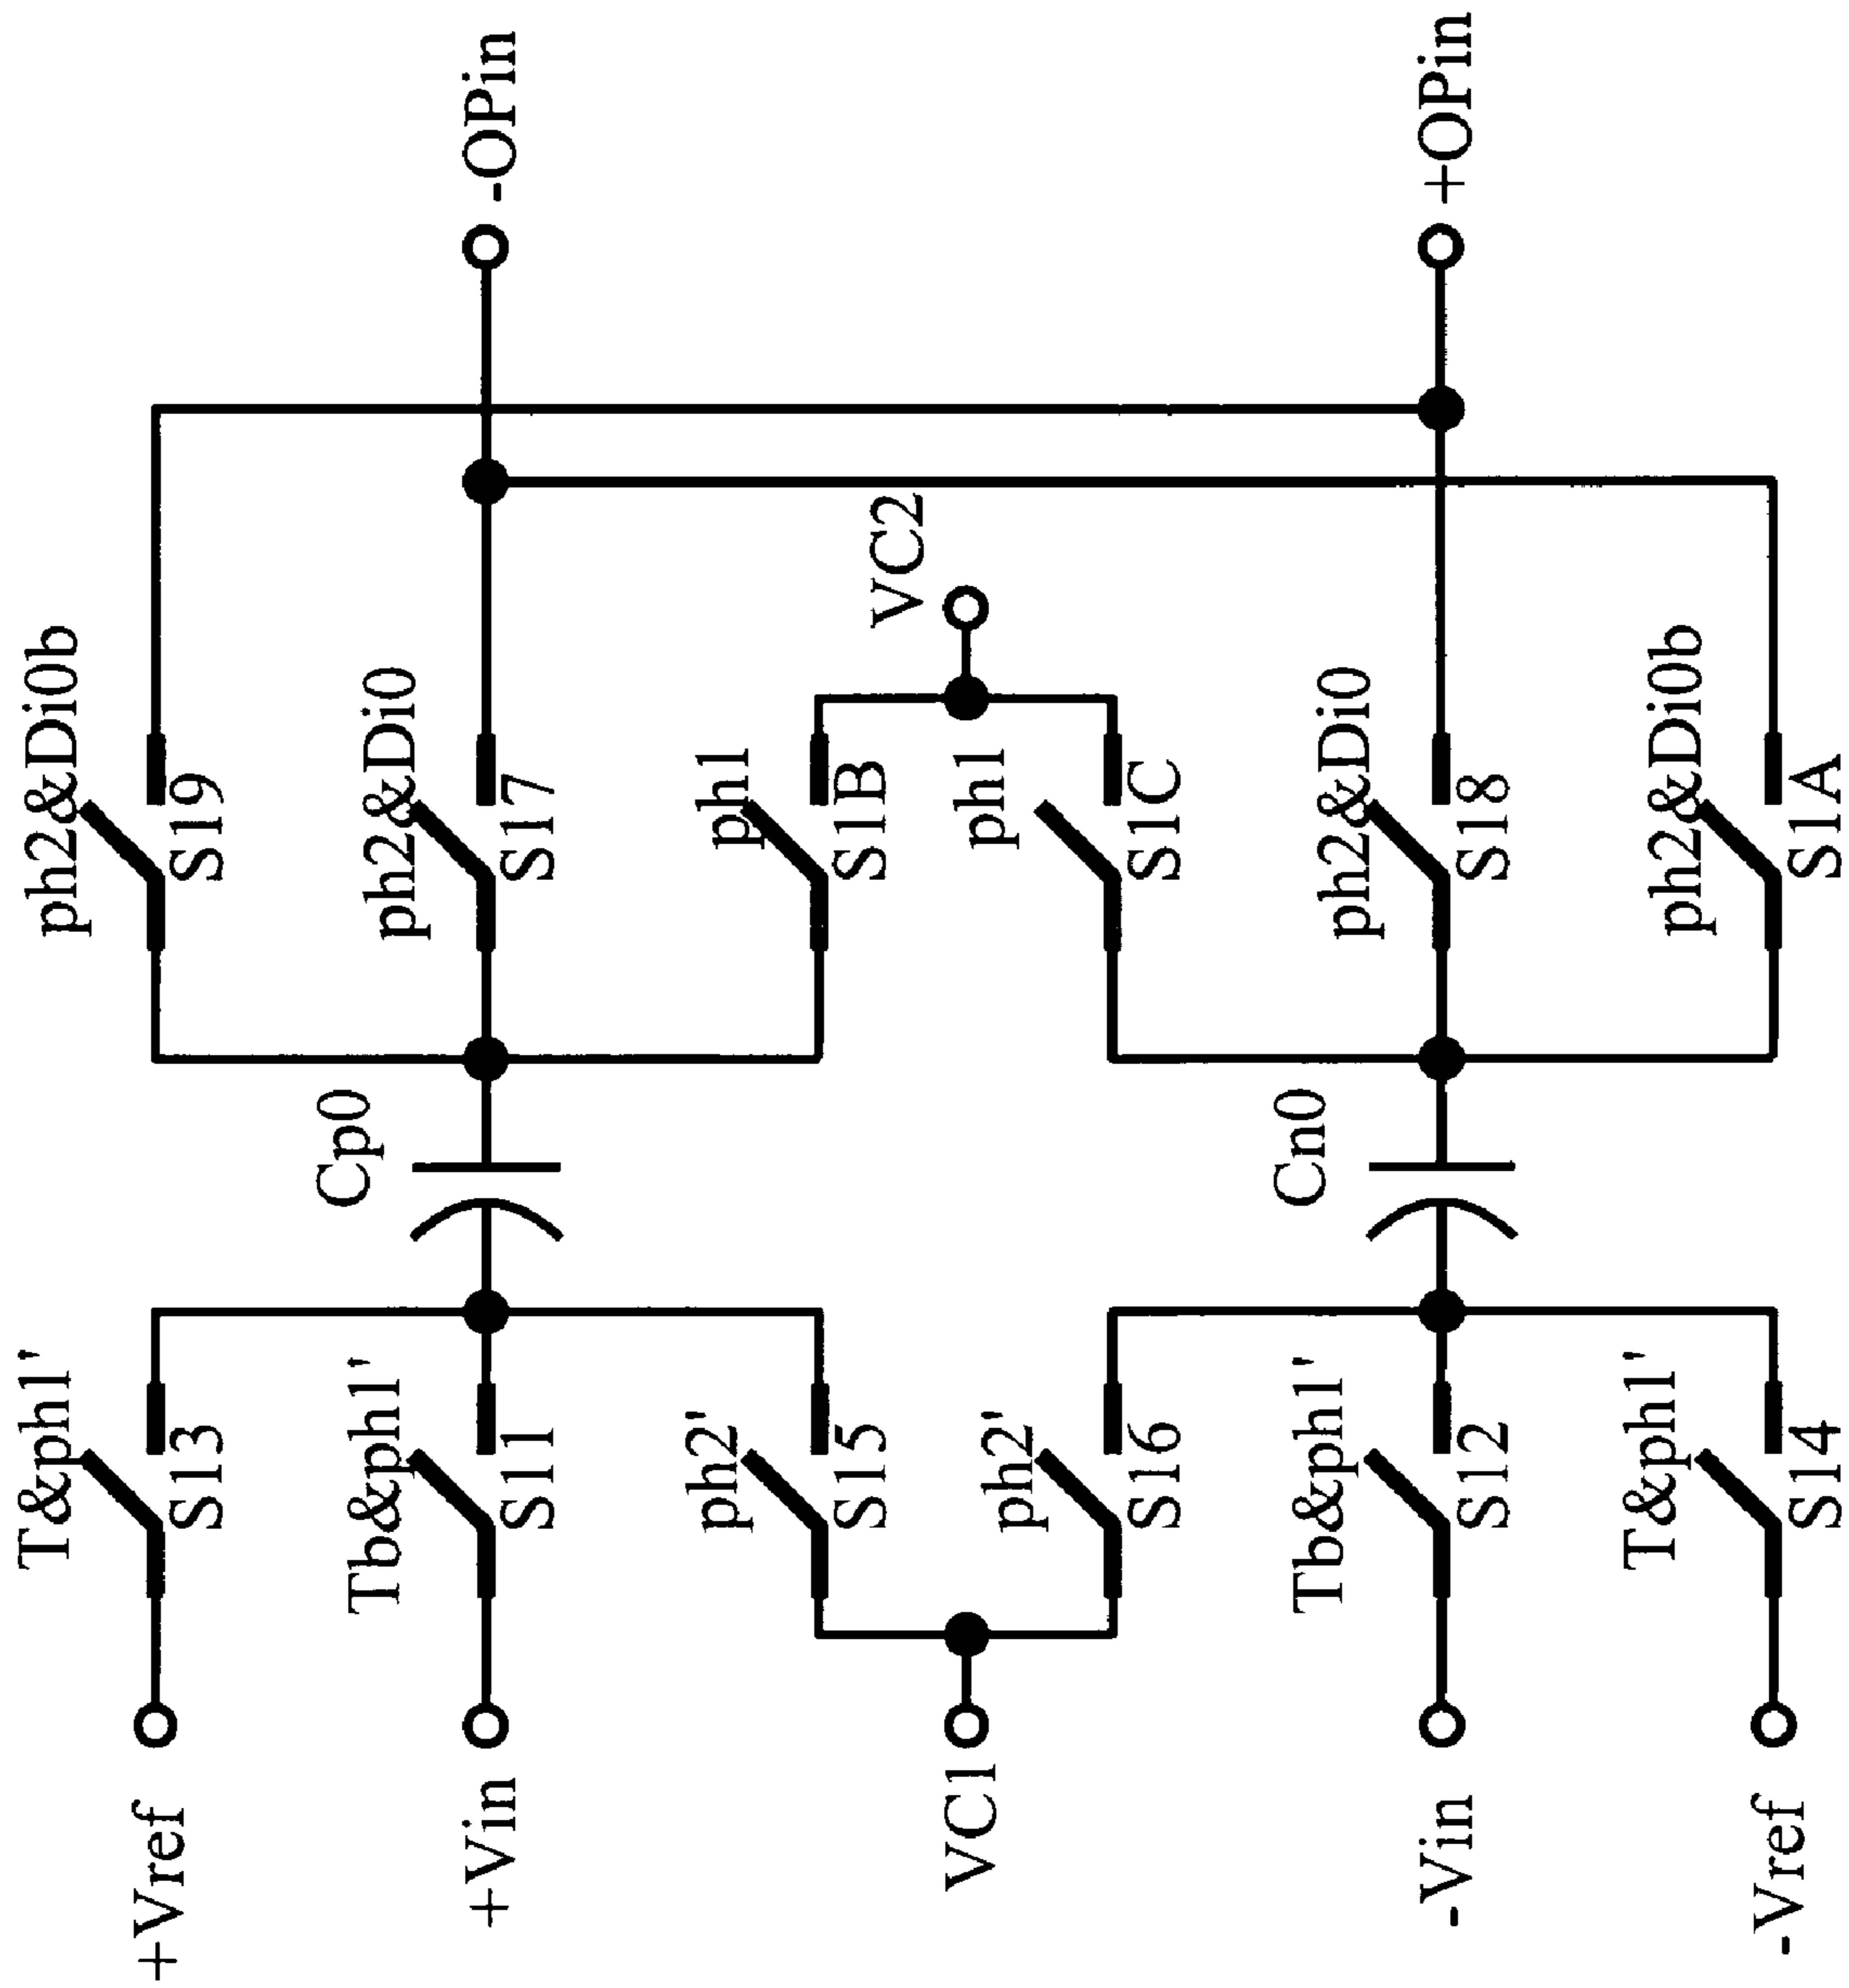 +Vref
T&ph1'
S13
ph2&Di0b
S19
+Vin
Tb&ph1'
S11
Cp0
ph2&Di0
S17
-OPin
ph2'
S15
ph1
S1B
VC1
VC2
ph2'
S16
ph1
S1C
-Vin
Tb&ph1'
S12
Cn0
ph2&Di0
S18
+OPin
-Vref
T&ph1'
S14
ph2&Di0b
S1A